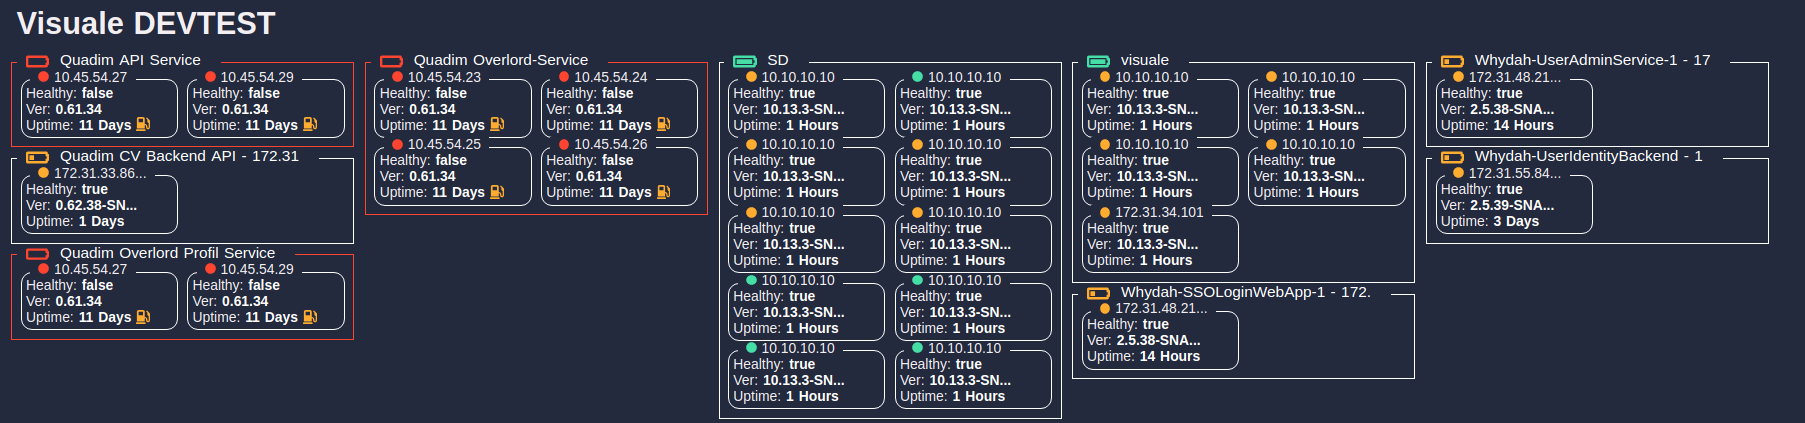 Visuale DEVTEST
Quadim API Service
10.45.54.27
Healthy: false
Ver: 0.61.34
Uptime: 11 Days
10.45.54.29
Healthy: false
Ver: 0.61.34
Uptime: 11 Days
Quadim CV Backend API - 172.31
172.31.33.86...
Healthy: true
Ver: 0.62.38-SN...
Uptime: 1 Days
Quadim Overlord Profil Service
10.45.54.27
Healthy: false
Ver: 0.61.34
Uptime: 11 Days
10.45.54.29
Healthy: false
Ver: 0.61.34
Uptime: 11 Days
Quadim Overlord-Service
10.45.54.23
Healthy: false
Ver: 0.61.34
Uptime: 11 Days
10.45.54.24
Healthy: false
Ver: 0.61.34
Uptime: 11 Days
10.45.54.25
Healthy: false
Ver: 0.61.34
Uptime: 11 Days
10.45.54.26
Healthy: false
Ver: 0.61.34
Uptime: 11 Days
SD
10.10.10.10
Healthy: true
Ver: 10.13.3-SN...
Uptime: 1 Hours
10.10.10.10
Healthy: true
Ver: 10.13.3-SN...
Uptime: 1 Hours
10.10.10.10
Healthy: true
Ver: 10.13.3-SN...
Uptime: 1 Hours
10.10.10.10
Healthy: true
Ver: 10.13.3-SN...
Uptime: 1 Hours
10.10.10.10
Healthy: true
Ver: 10.13.3-SN...
Uptime: 1 Hours
10.10.10.10
Healthy: true
Ver: 10.13.3-SN...
Uptime: 1 Hours
10.10.10.10
Healthy: true
Ver: 10.13.3-SN...
Uptime: 1 Hours
10.10.10.10
Healthy: true
Ver: 10.13.3-SN...
Uptime: 1 Hours
10.10.10.10
Healthy: true
Ver: 10.13.3-SN...
Uptime: 1 Hours
10.10.10.10
Healthy: true
Ver: 10.13.3-SN...
Uptime: 1 Hours
visuale
10.10.10.10
Healthy: true
Ver: 10.13.3-SN...
Uptime: 1 Hours
10.10.10.10
Healthy: true
Ver: 10.13.3-SN...
Uptime: 1 Hours
10.10.10.10
Healthy: true
Ver: 10.13.3-SN...
Uptime: 1 Hours
10.10.10.10
Healthy: true
Ver: 10.13.3-SN...
Uptime: 1 Hours
172.31.34.101
Healthy: true
Ver: 10.13.3-SN...
Uptime: 1 Hours
Whydah-SSOLoginWebApp-1 - 172.
172.31.48.21...
Healthy: true
Ver: 2.5.38-SNA...
Uptime: 14 Hours
Whydah-UserAdminService-1 - 17
172.31.48.21...
Healthy: true
Ver: 2.5.38-SNA...
Uptime: 14 Hours
Whydah-UserIdentityBackend - 1
172.31.55.84...
Healthy: true
Ver: 2.5.39-SNA...
Uptime: 3 Days